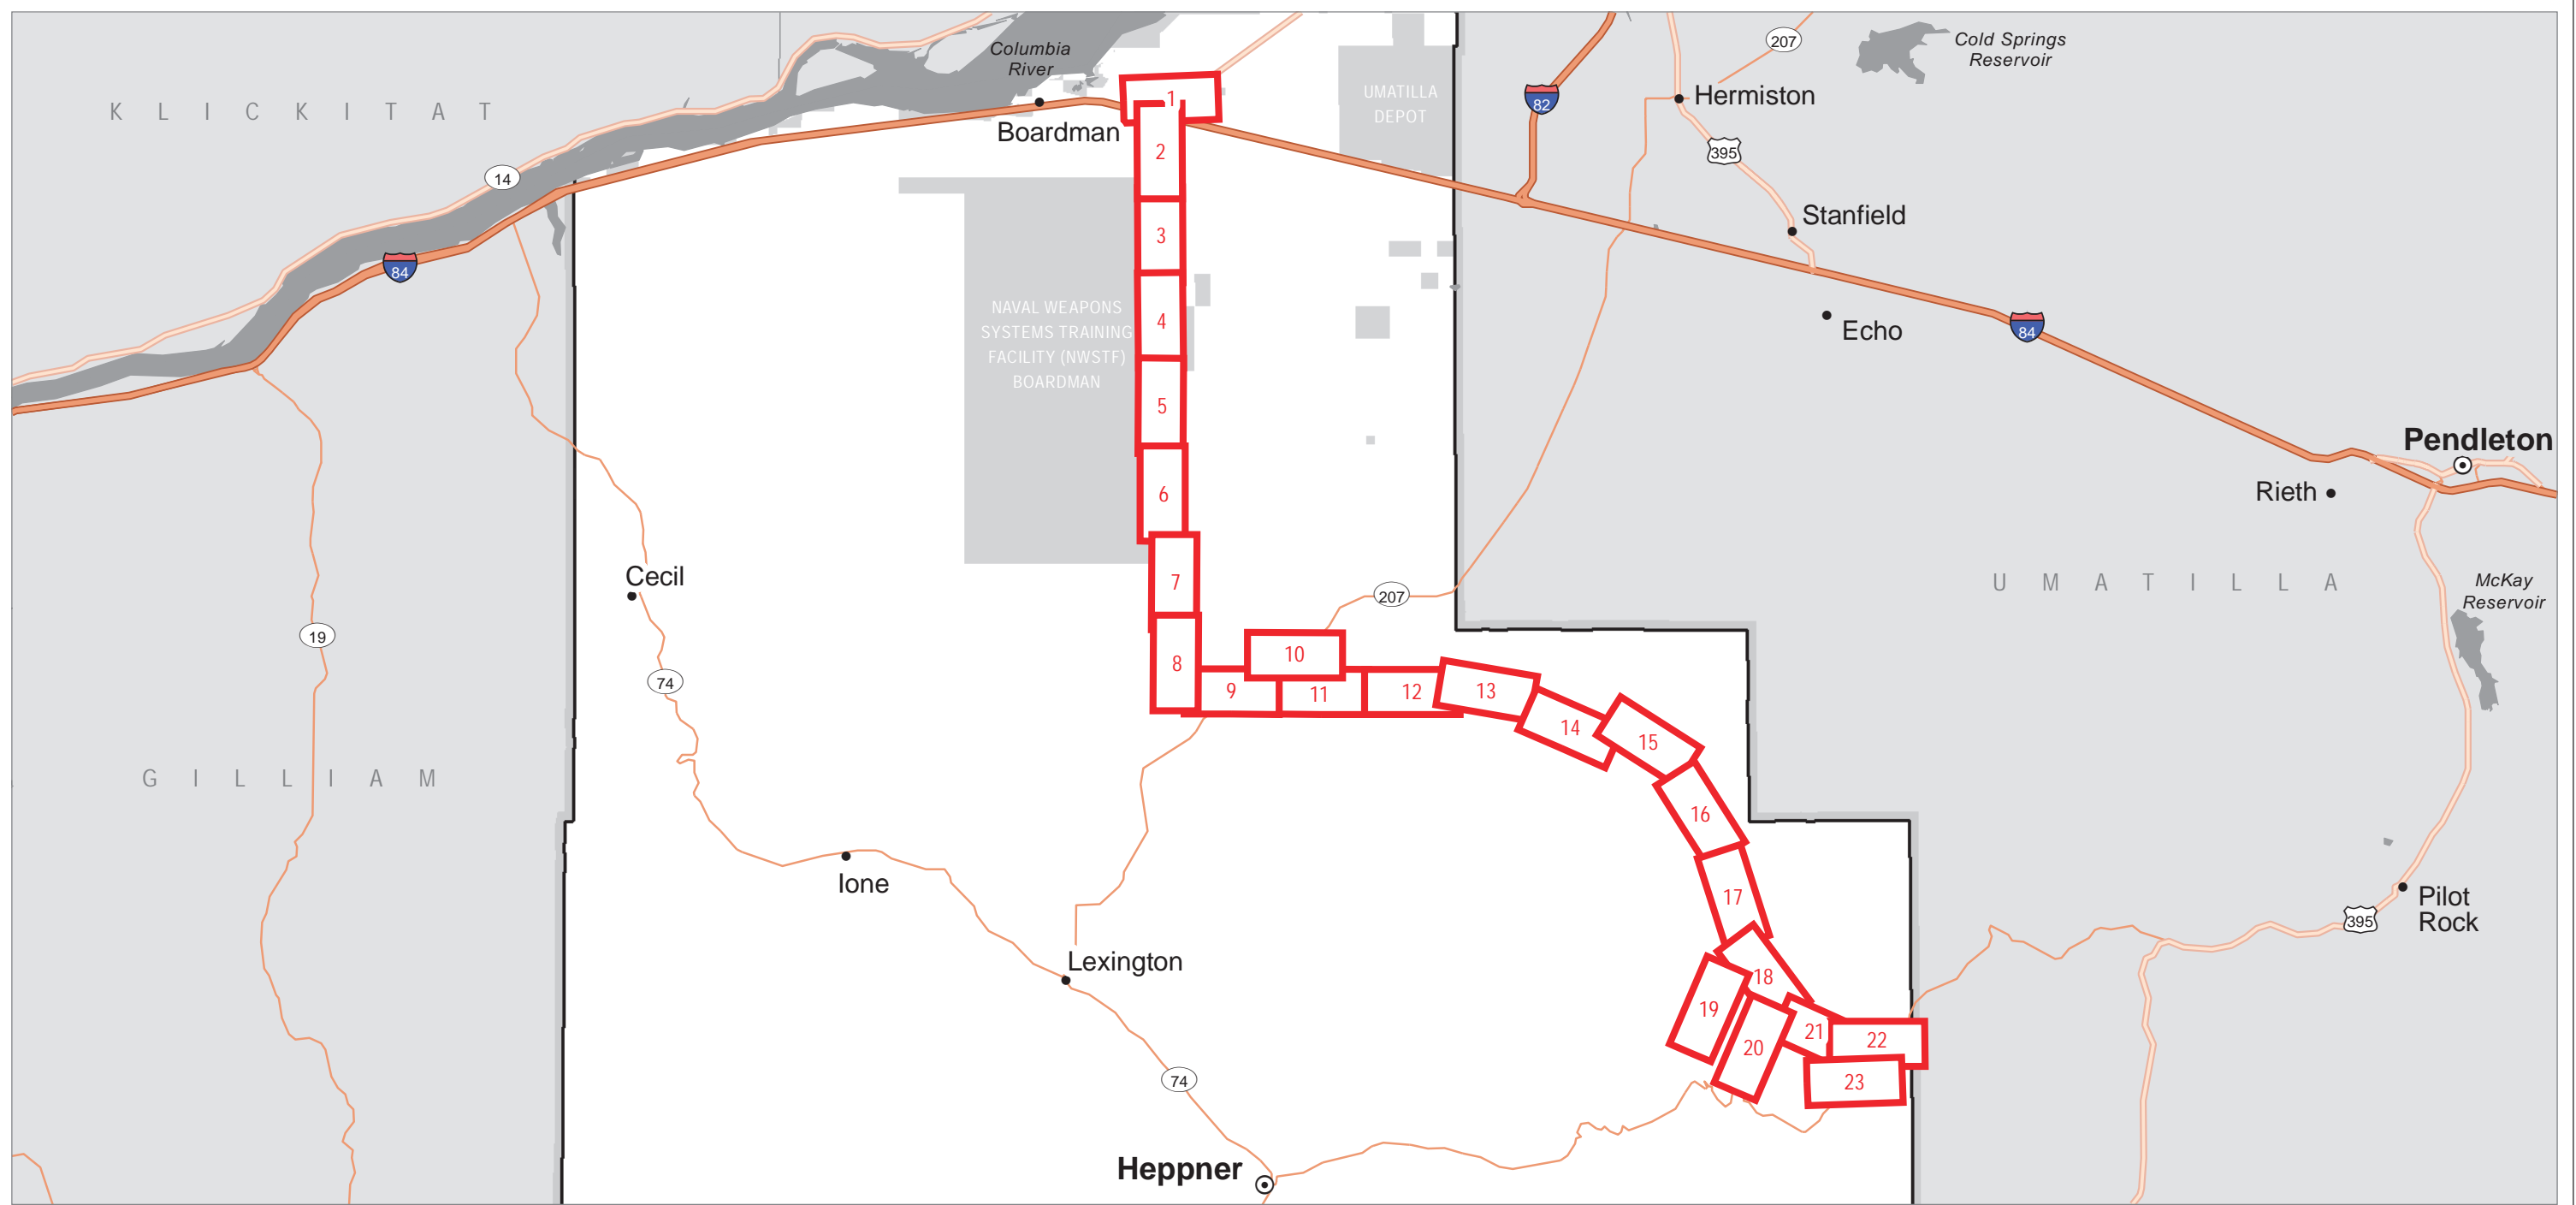 Columbia
River
207
Cold Springs
Reservoir
K L I C K I T A T
UMATILLA
DEPOT
82
Hermiston
1
Boardman
2
395
14
Stanfield
3
84
NAVAL WEAPONS
SYSTEMS TRAINING
FACILITY (NWSTF)
BOARDMAN
4
Echo
84
5
Pendleton
6
Rieth
Cecil
7
207
U M A T I L L A
McKay
Reservoir
19
74
8
9
10
11
12
13
14
15
G I L L I A M
16
Ione
17
Pilot
Rock
395
Lexington
18
19
20
21
22
23
74
Heppner